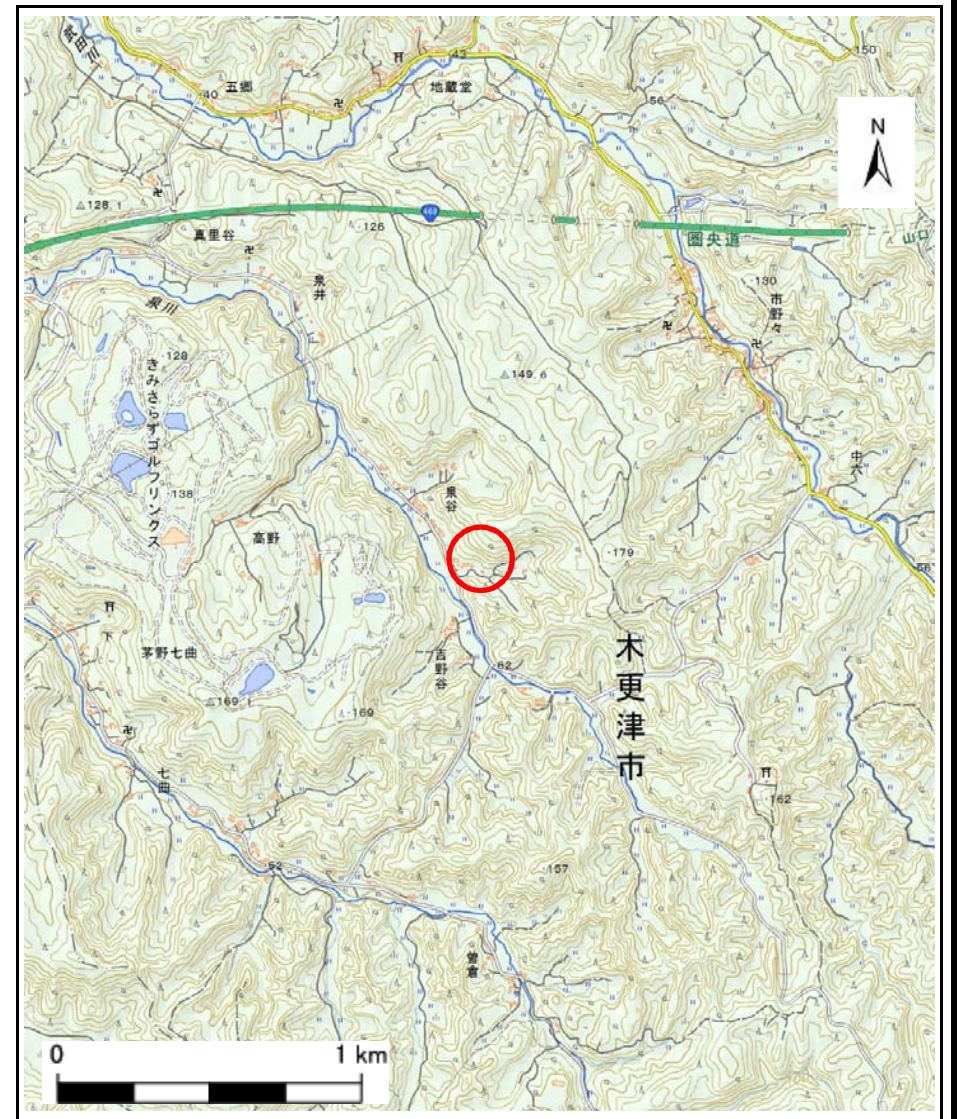 武田川
五郷
40
地蔵堂
43
56
150
N
△128.1
真里谷
126
468
圏央道
山口
泉川
泉井
128
きみさらずゴルフリンクス
138
△149.6
130
市野々
中六
泉谷
高野
179
56
下
茅野七曲
△169.1
169
吉野谷
62
木更津市
162
七曲
52
157
曽倉
0 1 km